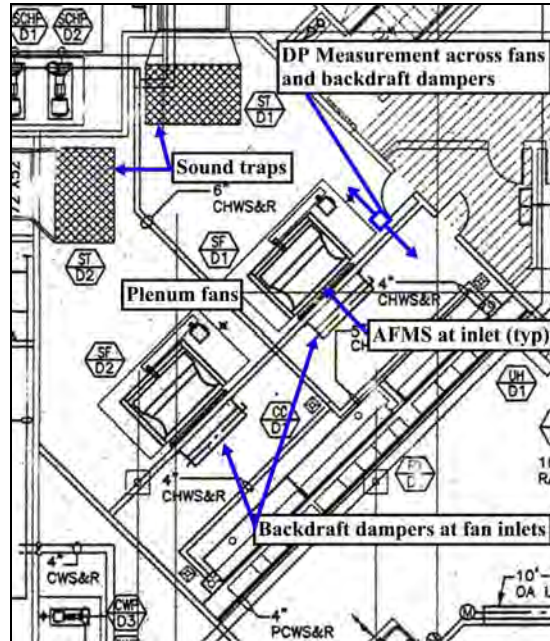 SCHP
D1
SCHP
D2
DP Measurement across fans
and backdraft dampers
ST
D1
Sound traps
72 X52
6"
CHWS&R
ST
D2
SF
D1
Plenum fans
4"
CHWS&R
AFMS at inlet (typ)
SF
D2
UH
D1
CC
4"
CHWS&R
Backdraft dampers at fan inlets
4"
CWS&R
CWP
D3
4"
PCWS&R
10'
OA
M